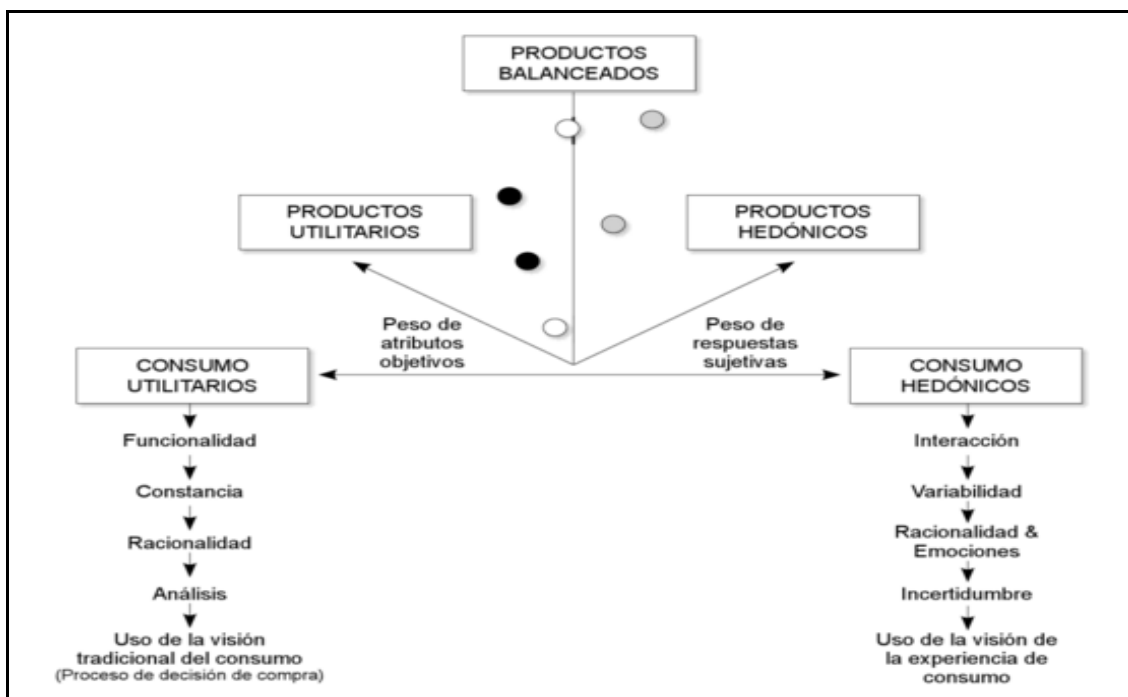 PRODUCTOS
BALANCEADOS
PRODUCTOS
UTILITARIOS
PRODUCTOS
HEDÓNICOS
Peso de
atributos
objetivos
Peso de
respuestas
sujetivas
CONSUMO
UTILITARIOS
Funcionalidad
Constancia
Racionalidad
Análisis
Uso de la visión
tradicional del consumo
(Proceso de decisión de compra)
CONSUMO
HEDÓNICOS
Interacción
Variabilidad
Racionalidad &
Emociones
Incertidumbre
Uso de la visión de
la experiencia de
consumo